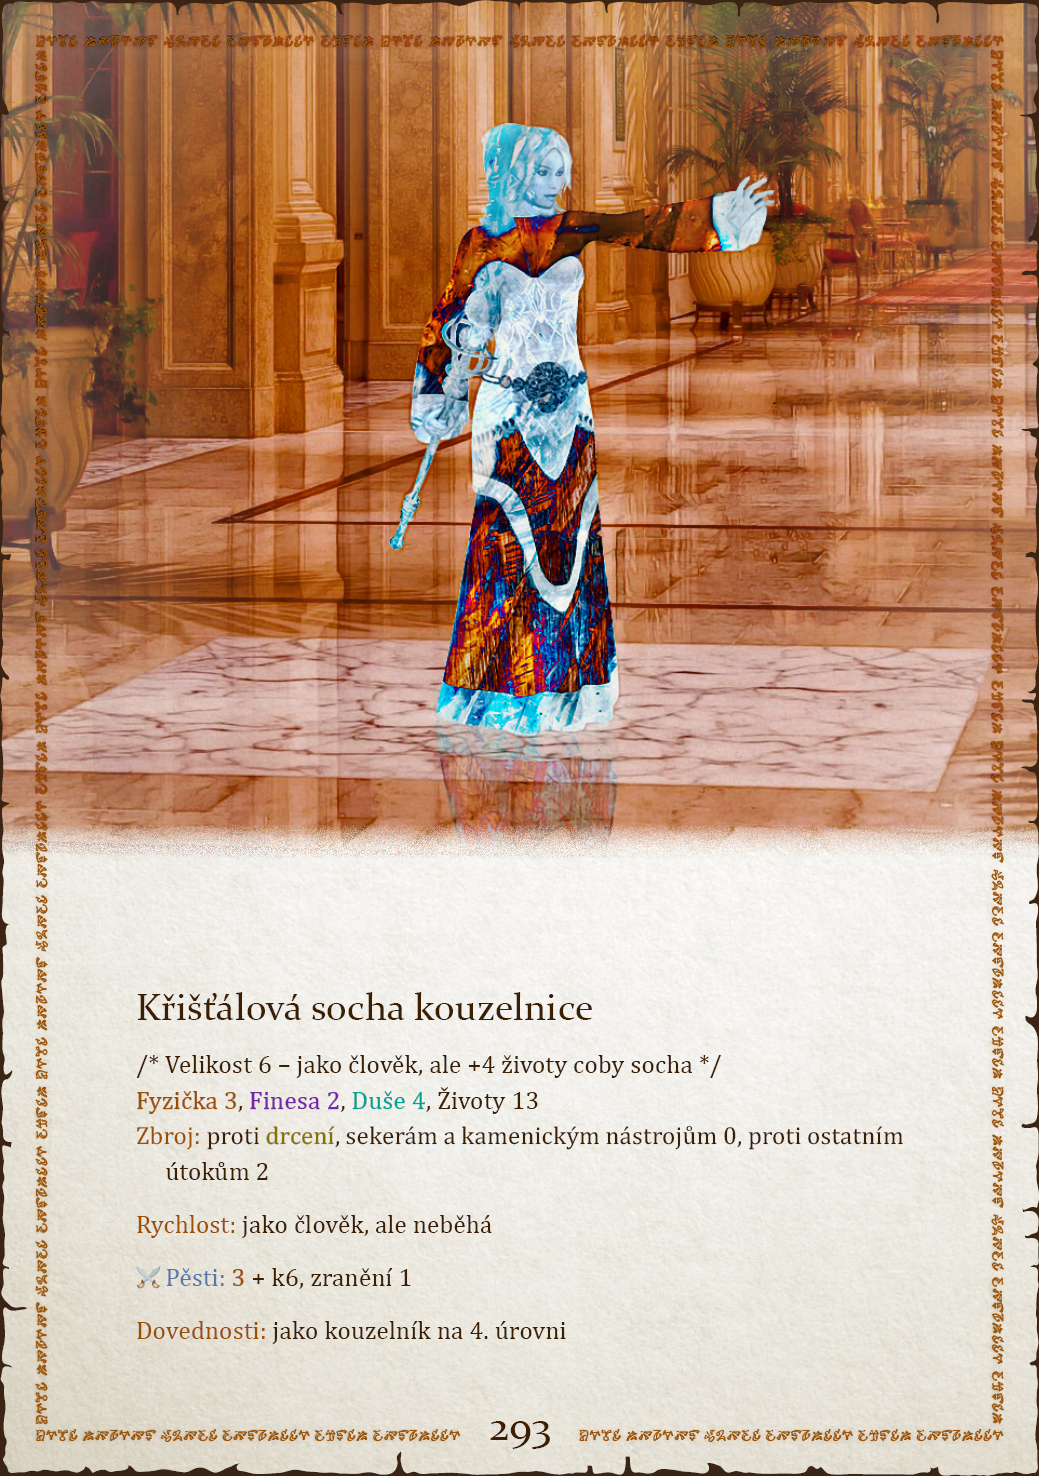 Křišťálová socha kouzelnice
/* Velikost 6 – jako člověk, ale +4 životy coby socha */
Fyzička 3, Finesa 2, Duše 4, Životy 13
Zbroj: proti drcení, sekerám a kamenickým nástrojům 0, proti ostatním
útokům 2
Rychlost: jako člověk, ale neběhá
Pěsti: 3 + k6, zranění 1
Dovednosti: jako kouzelník na 4. úrovni
293